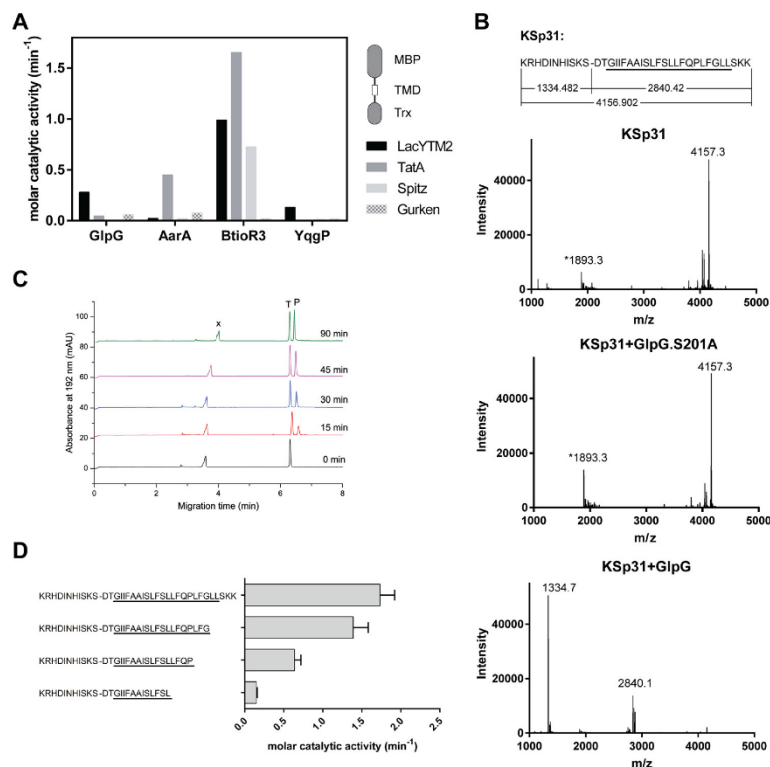 A
molar catalytic activity (min⁻¹)
1.5
1.0
0.5
0.0
GlpG AarA BtioR3 YqgP
MBP
TMD
Trx
LacYTM2
TatA
Spitz
Gurken
B
KSp31:
KRHDINHISKS-DTGIIFAAISLFSLLFQPLFGLLSKK
1334.482 2840.42
4156.902
KSp31
4157.3
*1893.3
Intensity
40000
20000
0
1000 2000 3000 4000 5000
m/z
KSp31+GlpG.S201A
4157.3
*1893.3
Intensity
40000
20000
0
1000 2000 3000 4000 5000
m/z
KSp31+GlpG
1334.7
2840.1
Intensity
40000
20000
0
1000 2000 3000 4000 5000
m/z
C
Absorbance at 192 nm (mAU)
100
80
60
40
20
0
x T P
90 min
45 min
30 min
15 min
0 min
0 2 4 6 8
Migration time (min)
D
KRHDINHISKS-DTGIIFAAISLFSLLFQPLFGLLSKK
KRHDINHISKS-DTGIIFAAISLFSLLFQPLFG
KRHDINHISKS-DTGIIFAAISLFSLLFQP
KRHDINHISKS-DTGIIFAAISLFSL
0.0 0.5 1.0 1.5 2.0 2.5
molar catalytic activity (min⁻¹)